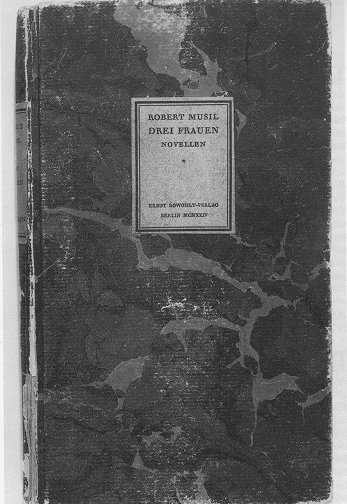 ROBERT MUSIL
DREI FRAUEN
NOVELLEN
*
ERNST ROWOHLT-VERLAG
BERLIN MCMXXIV